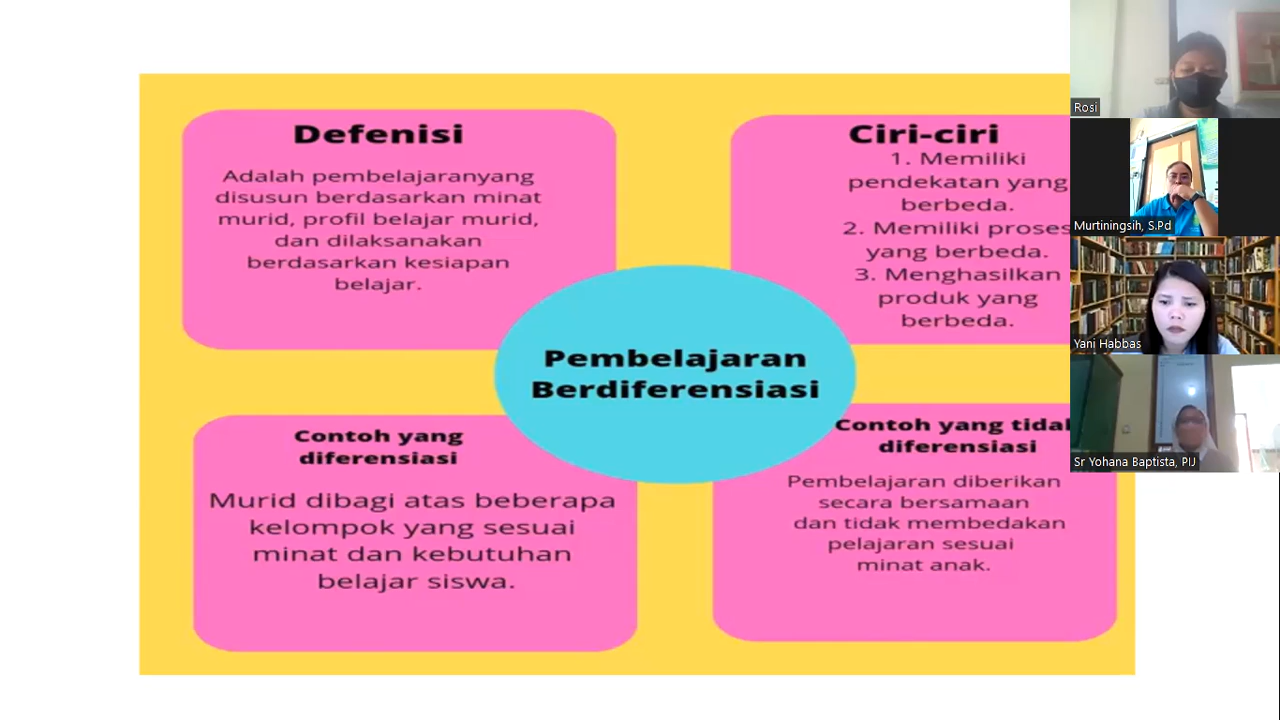 Defenisi
Adalah pembelajaranyang
disusun berdasarkan minat
murid, profil belajar murid,
dan dilaksanakan
berdasarkan kesiapan
belajar.
Ciri-ciri
1. Memiliki
pendekatan yang
berbeda.
2. Memiliki proses
yang berbeda.
3. Menghasilkan
produk yang
berbeda.
Pembelajaran
Berdiferensiasi
Contoh yang
diferensiasi
Murid dibagi atas beberapa
kelompok yang sesuai
minat dan kebutuhan
belajar siswa.
Contoh yang tida
diferensiasi
Pembelajaran diberikan
secara bersamaan
dan tidak membedakan
pelajaran sesuai
minat anak.
Rosi
Murtiningsih, S.Pd
Yani Habbas
Sr Yohana Baptista, PIJ